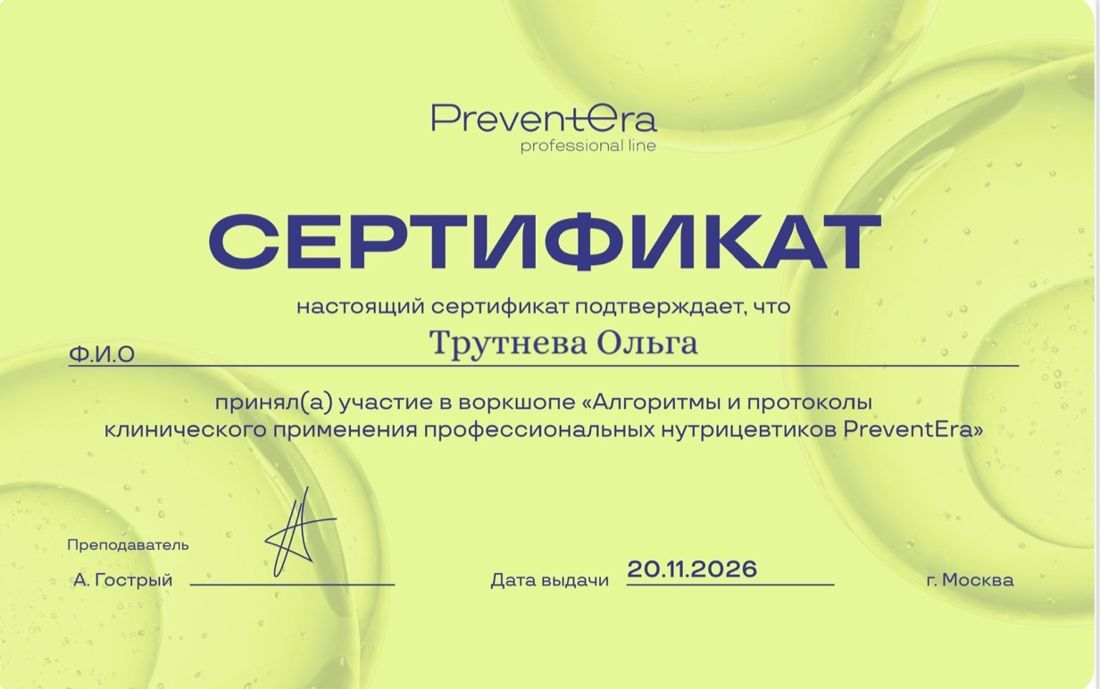 PreventEra
professional line
СЕРТИФИКАТ
настоящий сертификат подтверждает, что
Ф.И.О Трутнева Ольга
принял(а) участие в воркшопе «Алгоритмы и протоколы
клинического применения профессиональных нутрицевтиков PreventEra»
Преподаватель
А. Гострый Дата выдачи 20.11.2026 г. Москва